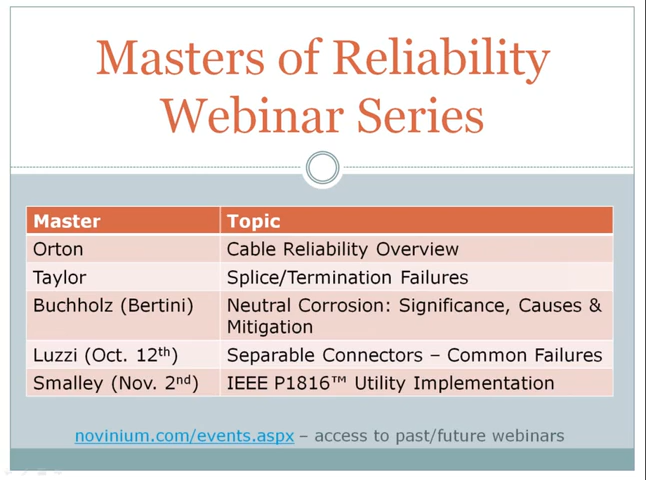 Masters of Reliability
Webinar Series
Master Topic
Orton Cable Reliability Overview
Taylor Splice/Termination Failures
Buchholz (Bertini) Neutral Corrosion: Significance, Causes &
Mitigation
Luzzi (Oct. 12th) Separable Connectors – Common Failures
Smalley (Nov. 2nd) IEEE P1816™ Utility Implementation
novinium.com/events.aspx – access to past/future webinars